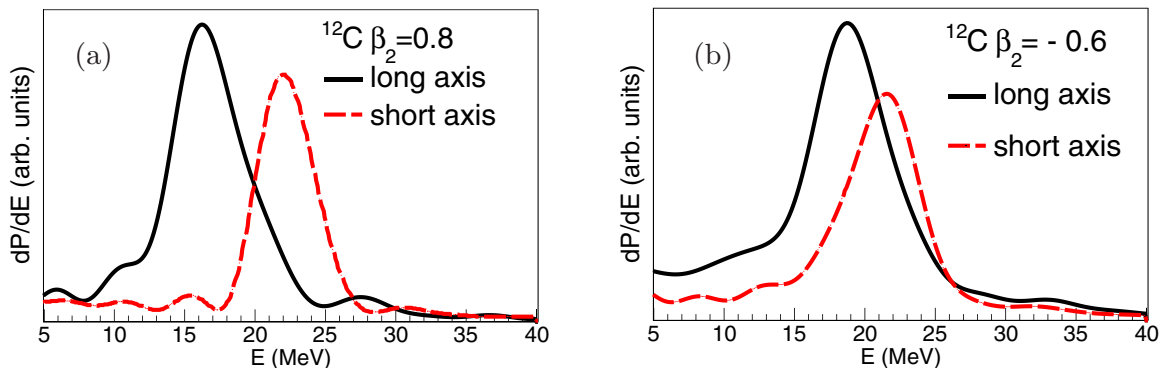 (a)
¹²C β₂=0.8
long axis
short axis
dP/dE (arb. units)
5 10 15 20 25 30 35 40
E (MeV)
(b)
¹²C β₂= - 0.6
long axis
short axis
dP/dE (arb. units)
5 10 15 20 25 30 35 40
E (MeV)